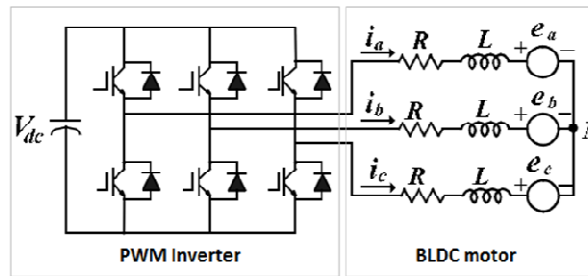 V_dc
i_a R L + e_a −
i_b R L + e_b −
i_c R L + e_c −
PWM Inverter
BLDC motor